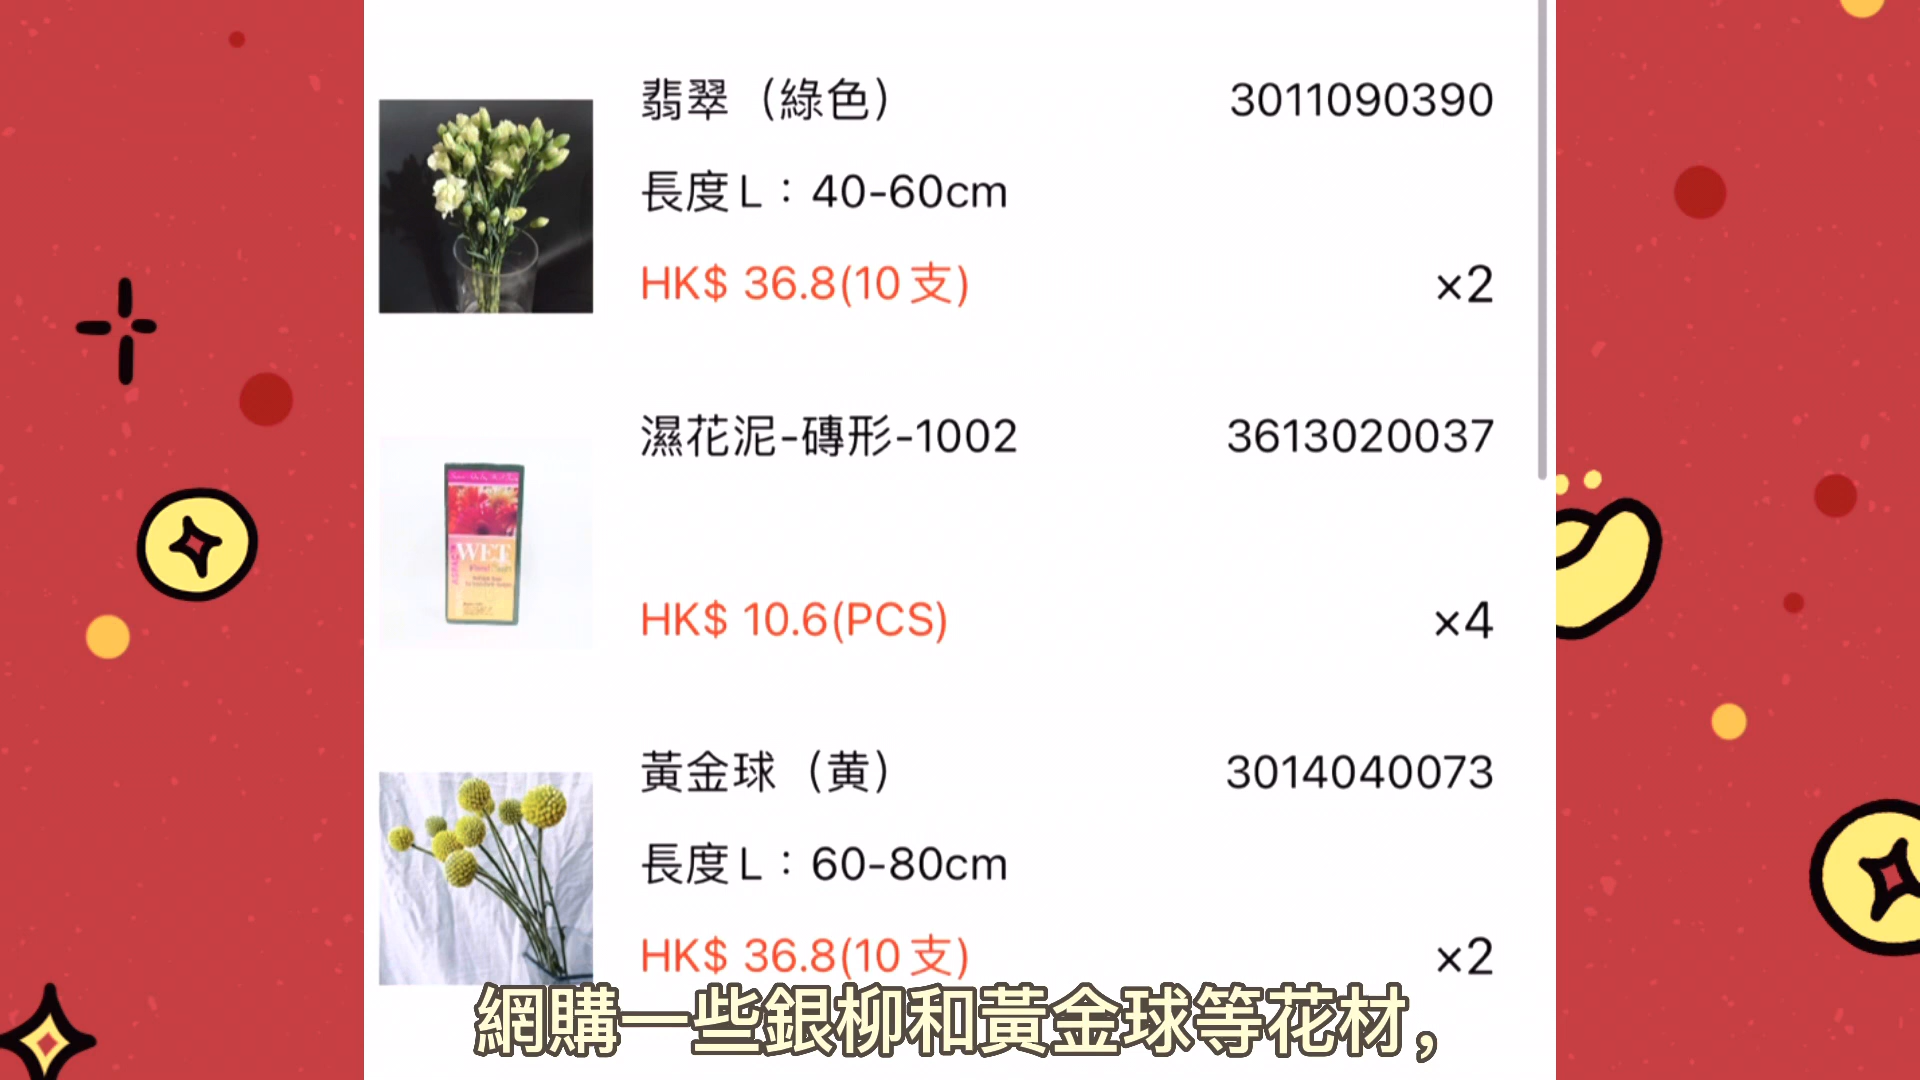 翡翠（綠色）
3011090390
長度L：40-60cm
HK$ 36.8(10支)
×2
濕花泥-磚形-1002
3613020037
WET
HK$ 10.6(PCS)
×4
黃金球（黄）
3014040073
長度L：60-80cm
HK$ 36.8(10支)
×2
網購一些銀柳和黃金球等花材，